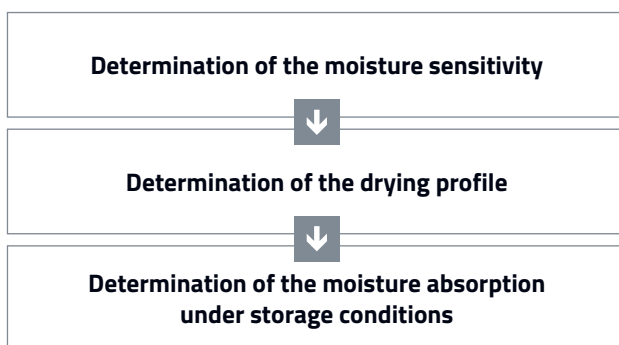 Determination of the moisture sensitivity
Determination of the drying profile
Determination of the moisture absorption
under storage conditions